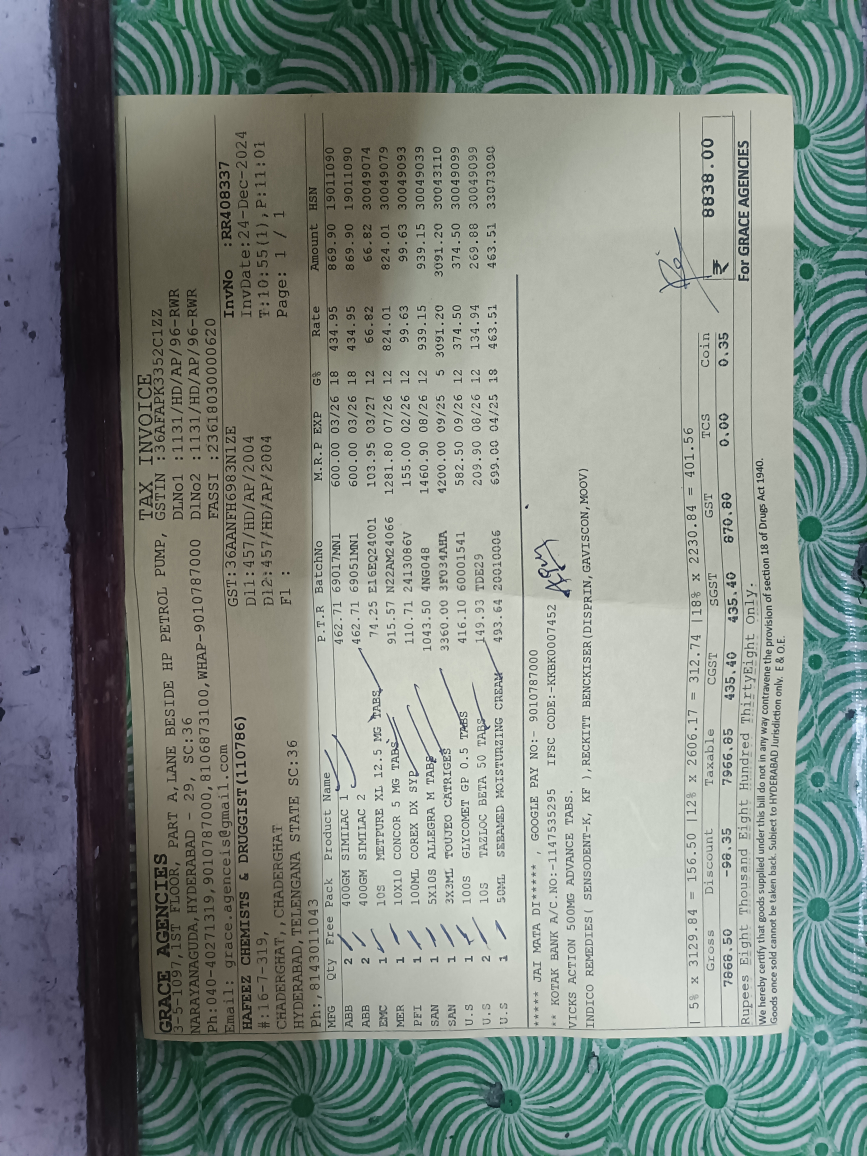 TAX INVOICE
GRACE AGENCIES
3-5-1097,1ST FLOOR, PART A,LANE BESIDE HP PETROL PUMP, GSTIN :36AFAPK3352C1ZZ
NARAYANAGUDA,HYDERABAD - 29, SC:36 DLNo1 :1131/HD/AP/96-RWR
Ph:040-40271319,9010787000,8106873100,WHAP-9010787000 DlNo2 :1131/HD/AP/96-RWR
Email: grace.agenceis@gmail.com FASSI :23618030000620
HAFEEZ CHEMISTS & DRUGGIST(110786) GST:36AANFH6983N1ZE InvNo :RR408337
#:16-7-319, D11:457/HD/AP/2004 InvDate:24-Dec-2024
CHADERGHAT,,CHADERGHAT D12:457/HD/AP/2004 T:10:55(1),P:11:01
HYDERABAD,TELENGANA STATE SC:36 Fl : Page: 1 / 1
Ph:,8143011043
MFG Qty Free Pack Product Name P.T.R BatchNo M.R.P EXP G% Rate Amount HSN
ABB 2 400GM SIMILAC 1 462.71 69017MN1 600.00 03/26 18 434.95 869.90 19011090
ABB 2 400GM SIMILAC 2 462.71 69051MN1 600.00 03/26 18 434.95 869.90 19011090
EMC 1 10S METPURE XL 12.5 MG TABS 74.25 E16EQ24001 103.95 03/27 12 66.82 66.82 30049074
MER 1 10X10 CONCOR 5 MG TABS 915.57 N22AM24066 1281.80 07/26 12 824.01 824.01 30049079
PFI 1 100ML COREX DX SYP 110.71 2413086V 155.00 02/26 12 99.63 99.63 30049093
SAN 1 5X10S ALLEGRA M TABS 1043.50 4NG048 1460.90 08/26 12 939.15 939.15 30049039
SAN 1 3X3ML TOUJEO CATRIGES 3360.00 3F034AHA 4200.00 09/25 5 3091.20 3091.20 30043110
U.S 1 100S GLYCOMET GP 0.5 TABS 416.10 60001541 582.50 09/26 12 374.50 374.50 30049099
U.S 2 10S TAZLOC BETA 50 TABS 149.93 TDE29 209.90 08/26 12 134.94 269.88 30049099
U.S 1 50ML SEBAMED MOISTURZING CREAM 493.64 20010006 699.00 04/25 18 463.51 463.51 33073090
***** JAI MATA DI***** , GOOGLE PAY NO:- 9010787000
** KOTAK BANK A/C.NO:-1147535295 IFSC CODE:-KKBK0007452
VICKS ACTION 500MG ADVANCE TABS.
INDICO REMEDIES( SENSODENT-K, KF ),RECKITT BENCKISER(DISPRIN,GAVISCON,MOOV)
| 5% x 3129.84 = 156.50 |12% x 2606.17 = 312.74 |18% x 2230.84 = 401.56
Gross Discount Taxable CGST SGST GST TCS Coin
7868.50 -98.35 7966.85 435.40 435.40 870.80 0.00 0.35 ₹ 8838.00
Rupees Eight Thousand Eight Hundred ThirtyEight Only.
We hereby certify that goods supplied under this bill do not in any way contravene the provision of section 18 of Drugs Act 1940.
Goods once sold cannot be taken back. Subject to HYDERABAD Jurisdiction only. E & O.E.
For GRACE AGENCIES